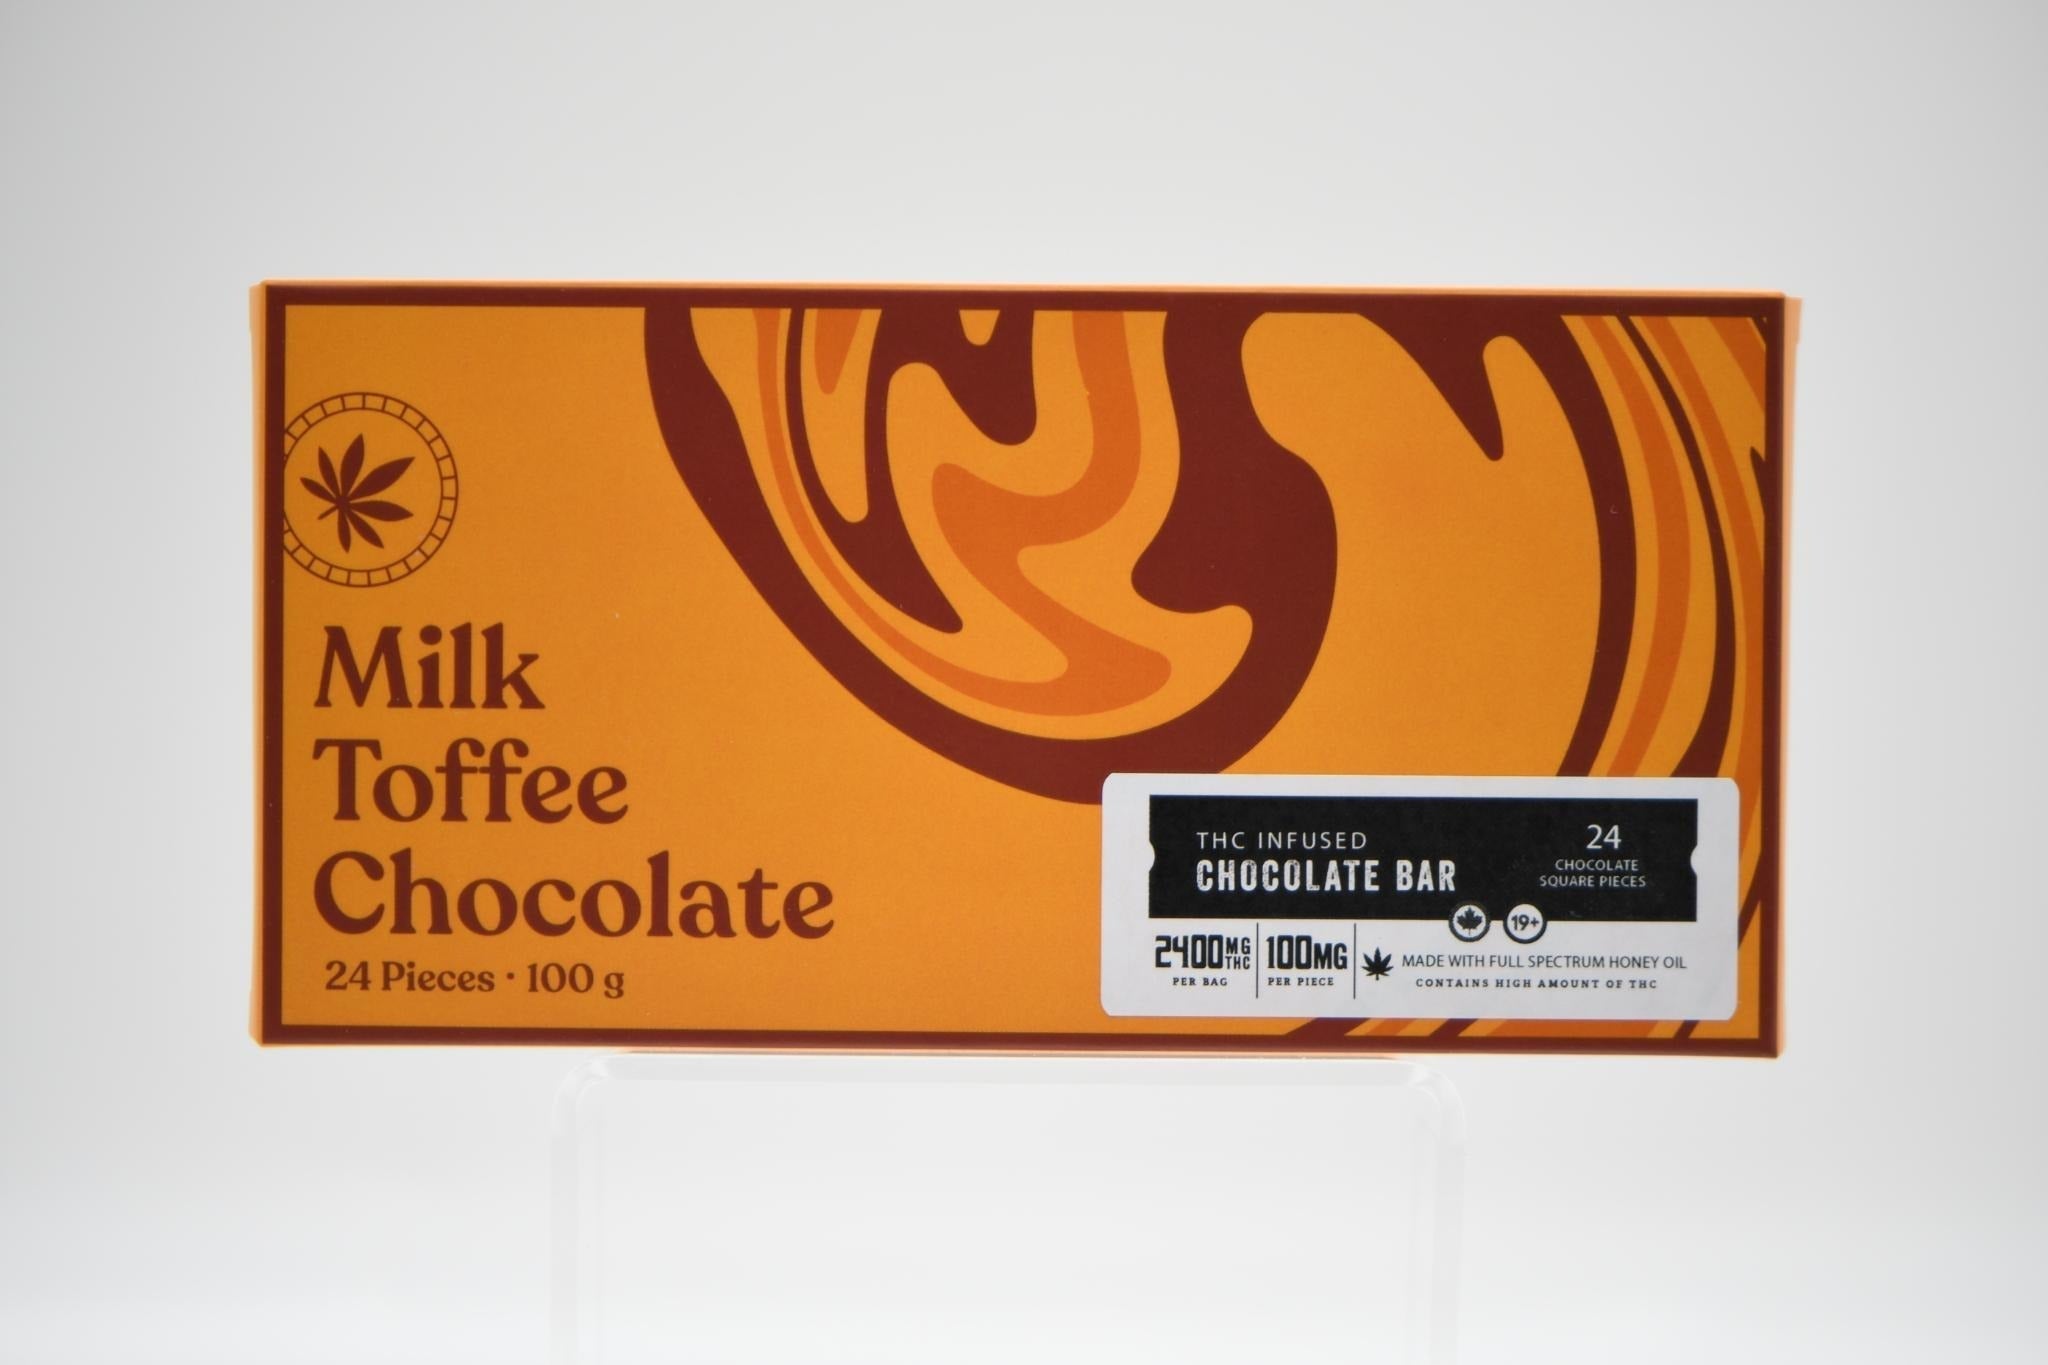 Milk
Toffee
Chocolate
24 Pieces · 100 g
THC INFUSED
CHOCOLATE BAR
24
CHOCOLATE
SQUARE PIECES
19+
2400MG THC
PER BAG
100MG
PER PIECE
MADE WITH FULL SPECTRUM HONEY OIL
CONTAINS HIGH AMOUNT OF THC